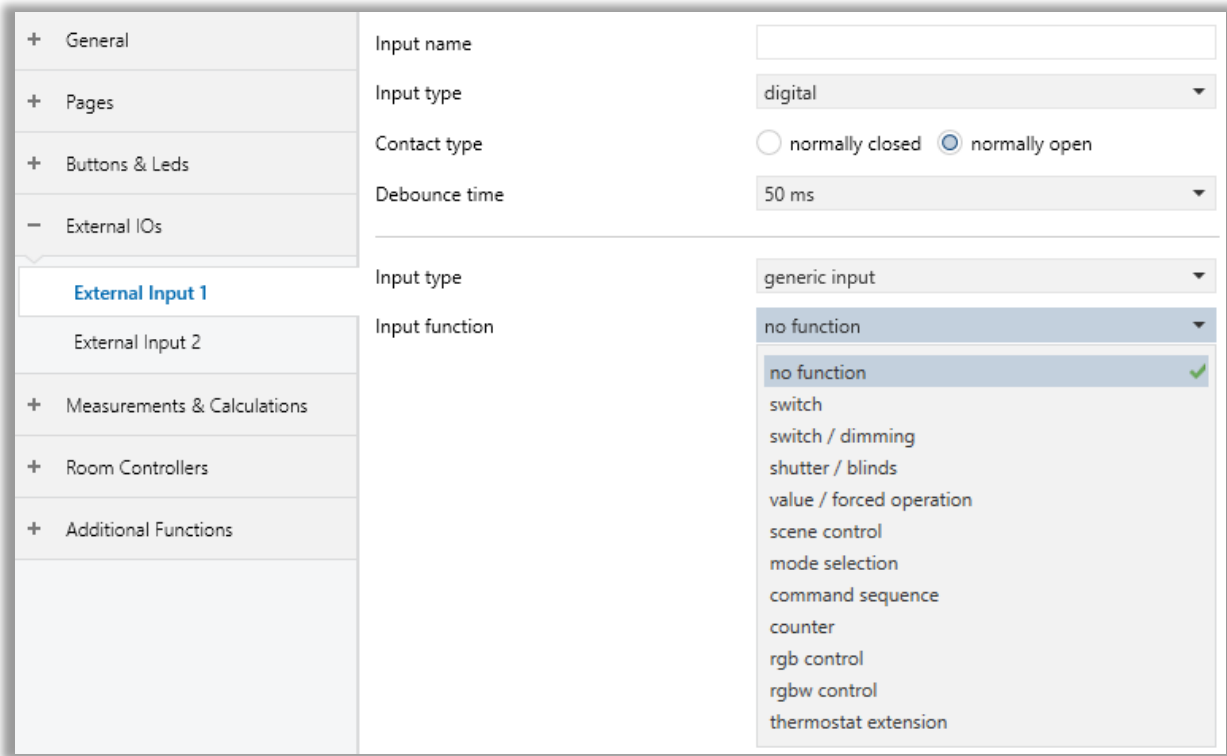 General
Pages
Buttons & Leds
External IOs
External Input 1
External Input 2
Measurements & Calculations
Room Controllers
Additional Functions
Input name
Input type digital
Contact type normally closed normally open
Debounce time 50 ms
Input type generic input
Input function no function
no function
switch
switch / dimming
shutter / blinds
value / forced operation
scene control
mode selection
command sequence
counter
rgb control
rgbw control
thermostat extension